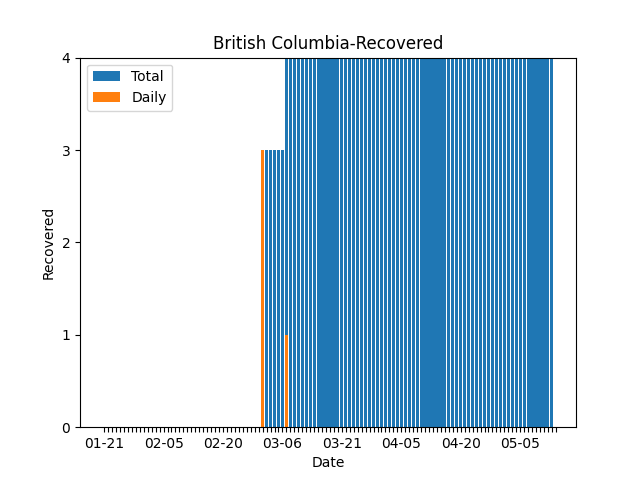 British Columbia-Recovered
Total
Daily
Recovered
4
3
2
1
0
01-21 02-05 02-20 03-06 03-21 04-05 04-20 05-05
Date